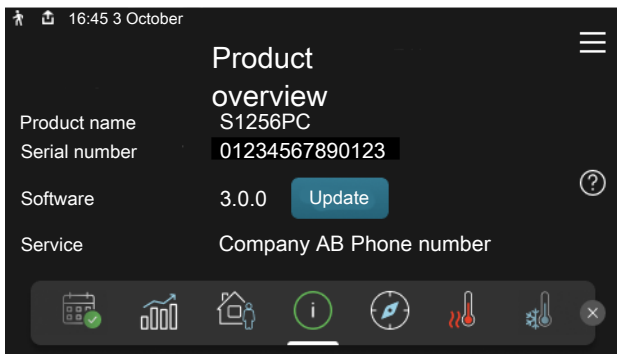 16:45 3 October
Product
overview
Product name S1256PC
Serial number 01234567890123
Software 3.0.0 Update
Service Company AB Phone number
i